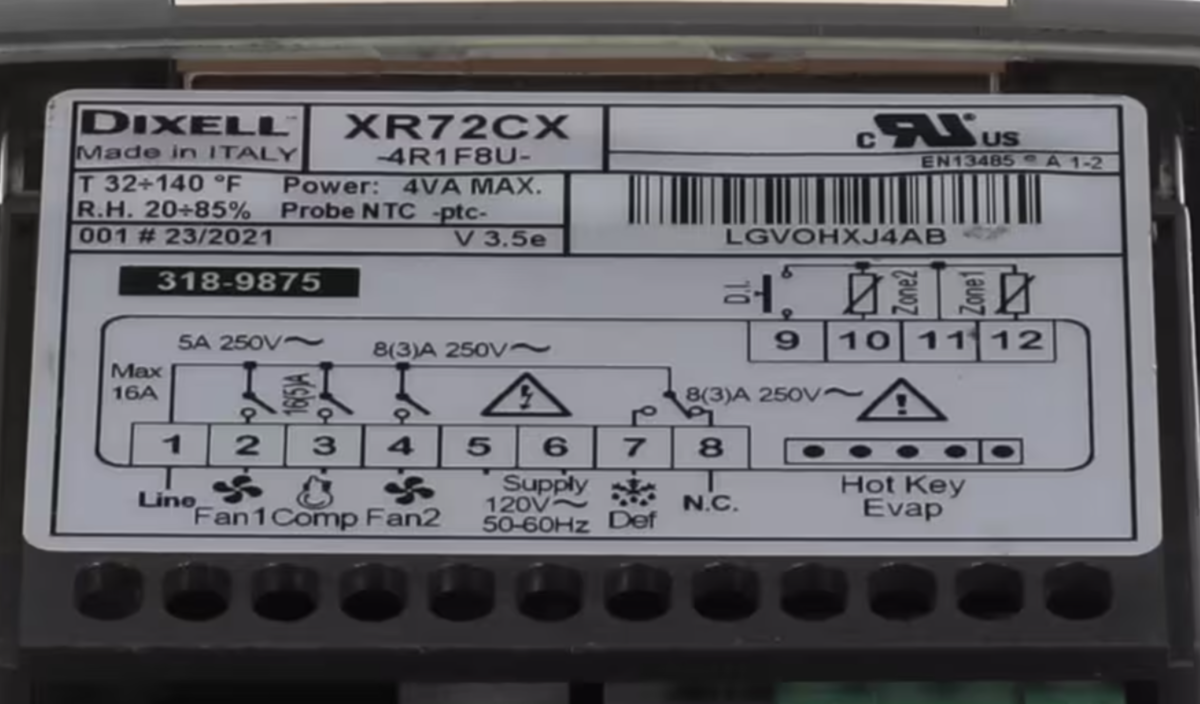 DIXELL
Made in ITALY
XR72CX
-4R1F8U-
C RU® US
EN13485 A 1-2
T 32÷140 °F Power: 4VA MAX.
R.H. 20÷85% Probe NTC -ptc-
001 # 23/2021 V 3.5e
LGVOHXJ4AB
318-9875
D.I.
Zone2
Zone1
9 10 11 12
5A 250V～
8(3)A 250V～
Max
16A
16(5)A
8(3)A 250V～
!
1 2 3 4 5 6 7 8
Line
Fan1
Comp
Fan2
Supply
120V～
50-60Hz
Def
N.C.
Hot Key
Evap